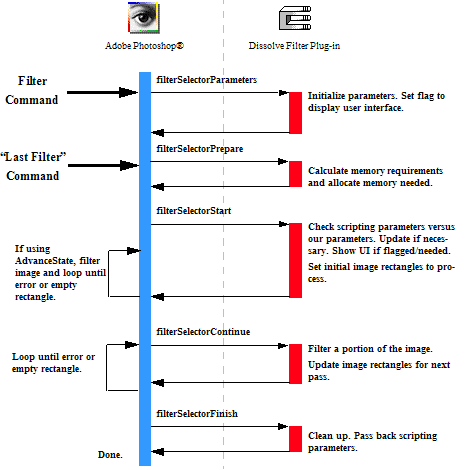 Adobe Photoshop®
Dissolve Filter Plug-in
Filter
Command
filterSelectorParameters
Initialize parameters. Set flag to
display user interface.
“Last Filter”
Command
filterSelectorPrepare
Calculate memory requirements
and allocate memory needed.
filterSelectorStart
Check scripting parameters versus
our parameters. Update if neces-
sary. Show UI if flagged/needed.
Set initial image rectangles to pro-
cess.
If using
AdvanceState, filter
image and loop until
error or empty
rectangle.
filterSelectorContinue
Filter a portion of the image.
Update image rectangles for next
pass.
Loop until error or
empty rectangle.
filterSelectorFinish
Clean up. Pass back scripting
parameters.
Done.